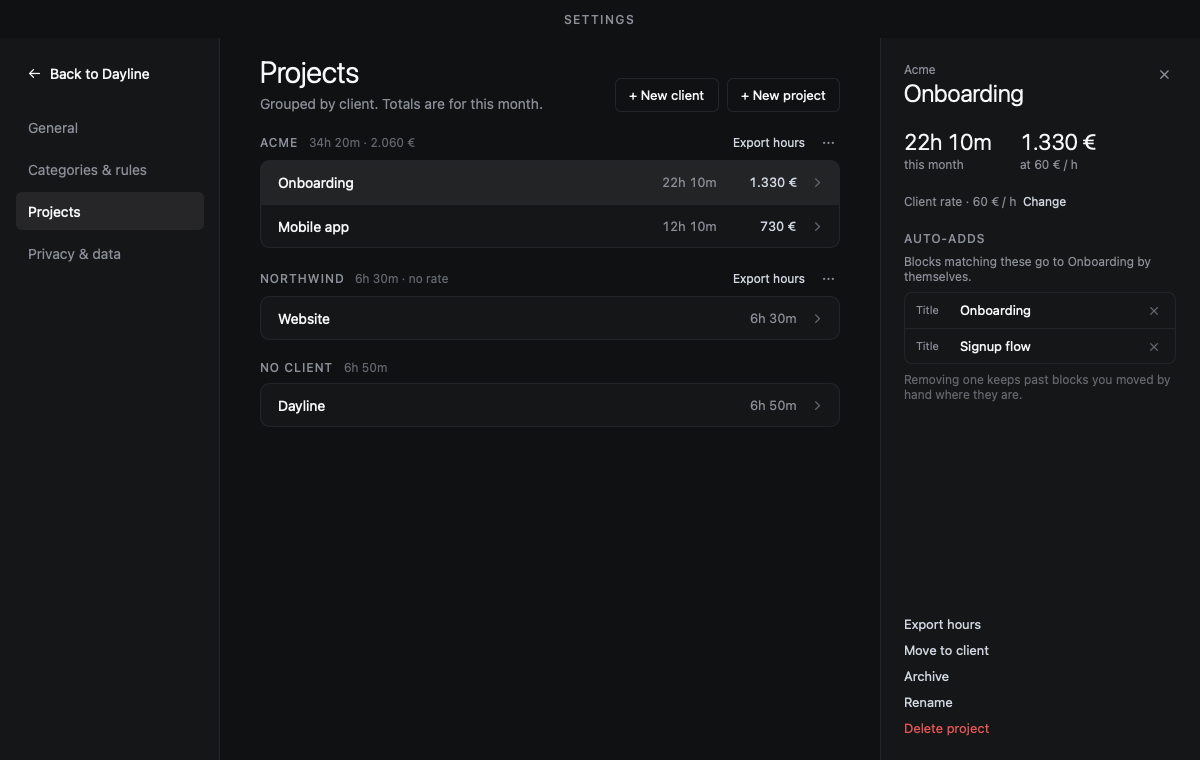 SETTINGS
← Back to Dayline
General
Categories & rules
Projects
Privacy & data
Projects
Grouped by client. Totals are for this month.
+ New client
+ New project
ACME 34h 20m · 2.060 € Export hours ···
Onboarding 22h 10m 1.330 €
Mobile app 12h 10m 730 €
NORTHWIND 6h 30m · no rate Export hours ···
Website 6h 30m
NO CLIENT 6h 50m
Dayline 6h 50m
Acme
Onboarding
22h 10m 1.330 €
this month at 60 € / h
Client rate · 60 € / h Change
AUTO-ADDS
Blocks matching these go to Onboarding by
themselves.
Title Onboarding
Title Signup flow
Removing one keeps past blocks you moved by
hand where they are.
Export hours
Move to client
Archive
Rename
Delete project